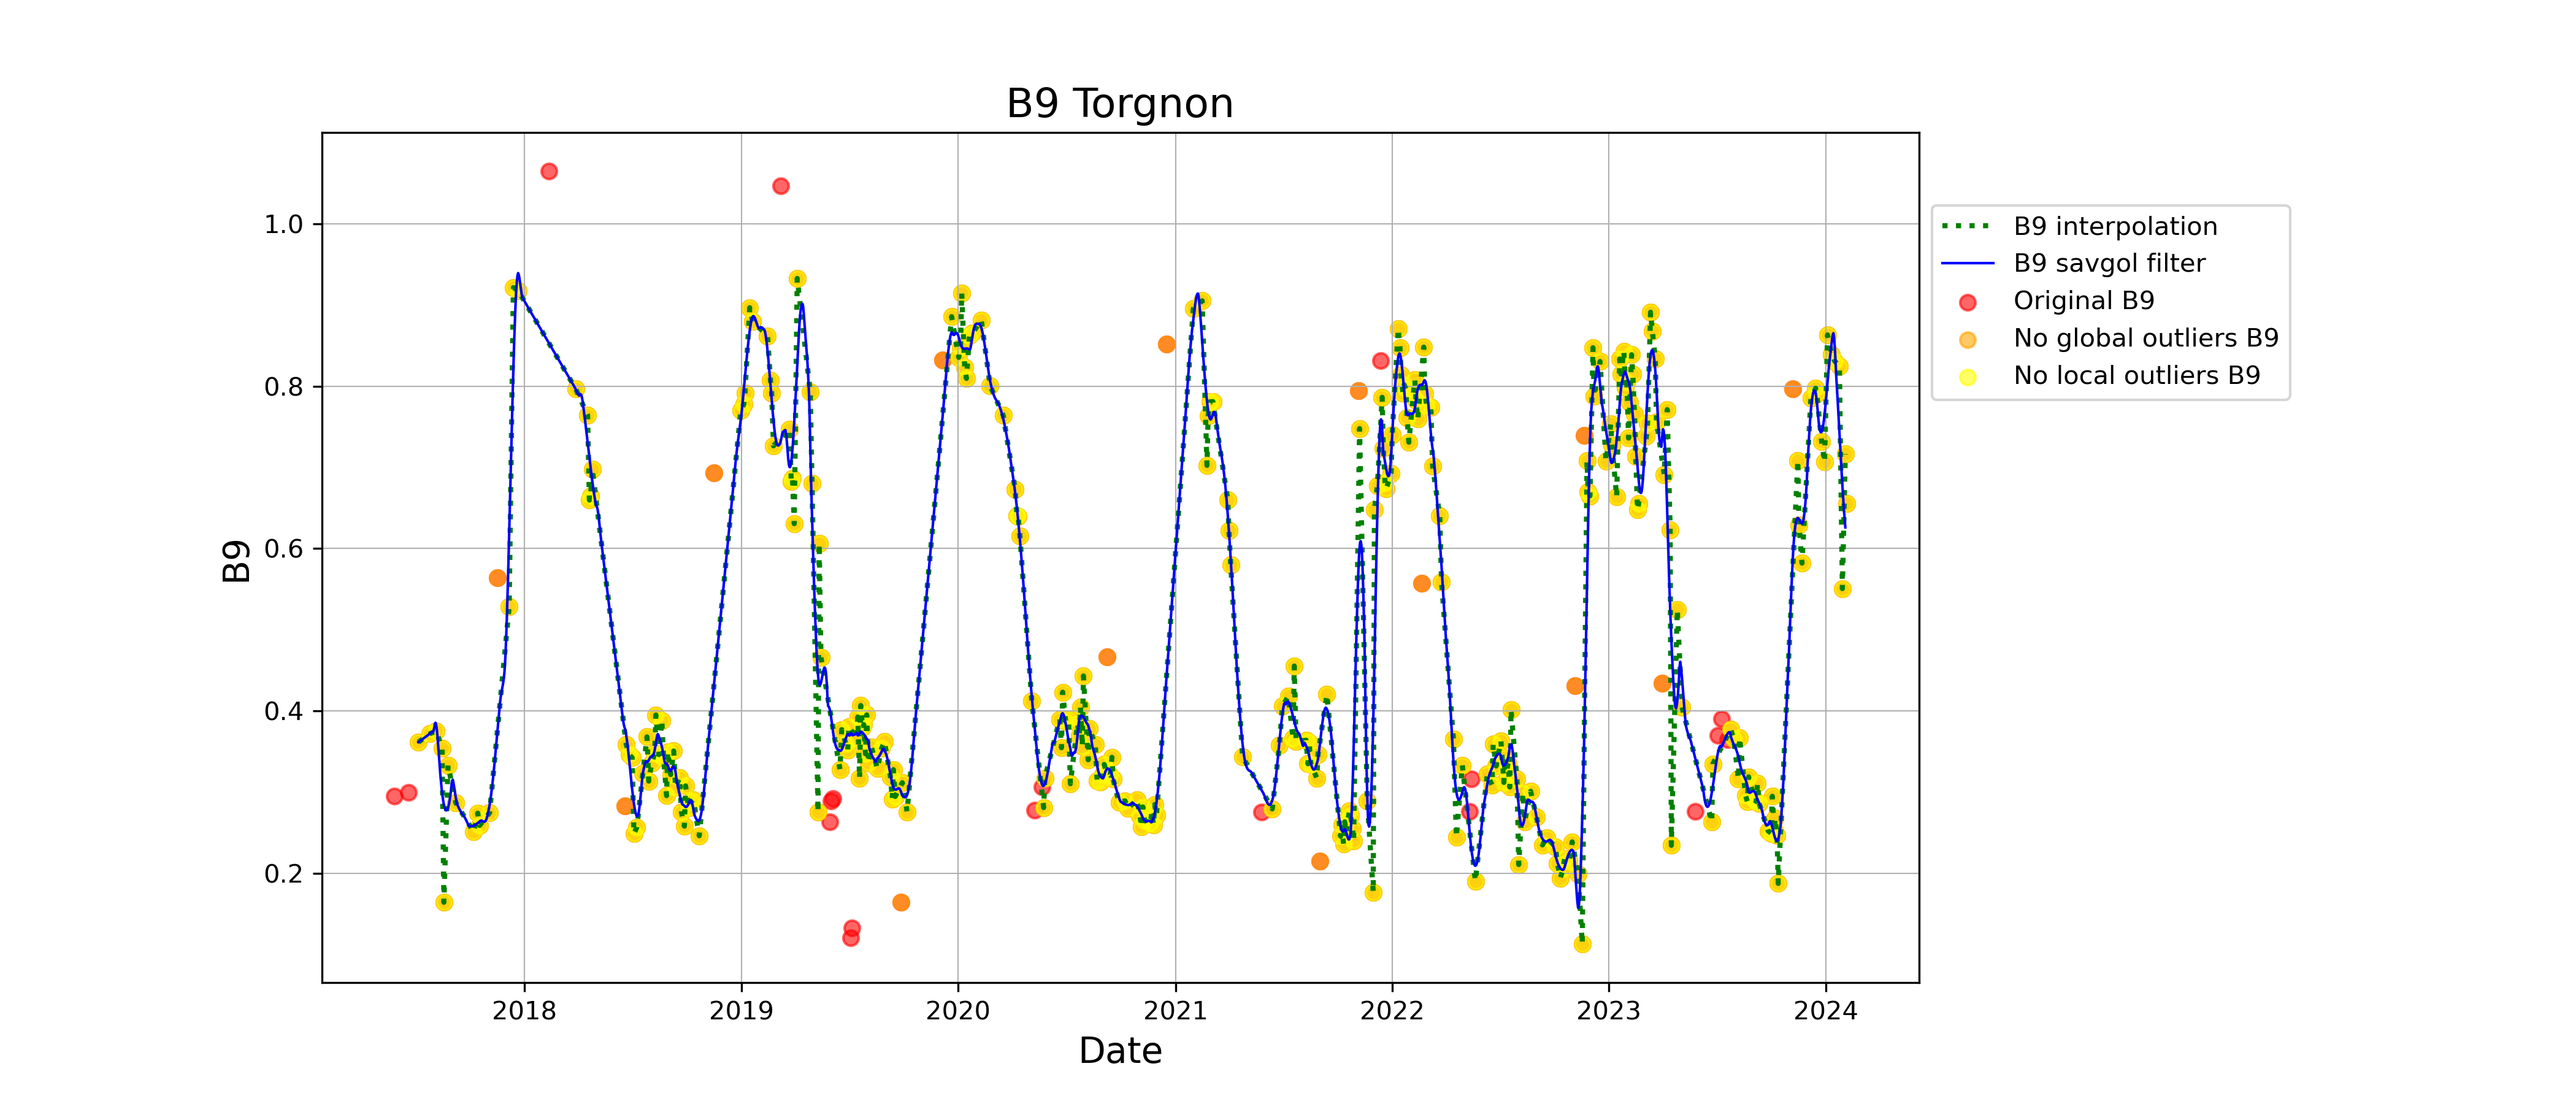 B9 Torgnon
B9
1.0
0.8
0.6
0.4
0.2
2018 2019 2020 2021 2022 2023 2024
Date
B9 interpolation
B9 savgol filter
Original B9
No global outliers B9
No local outliers B9